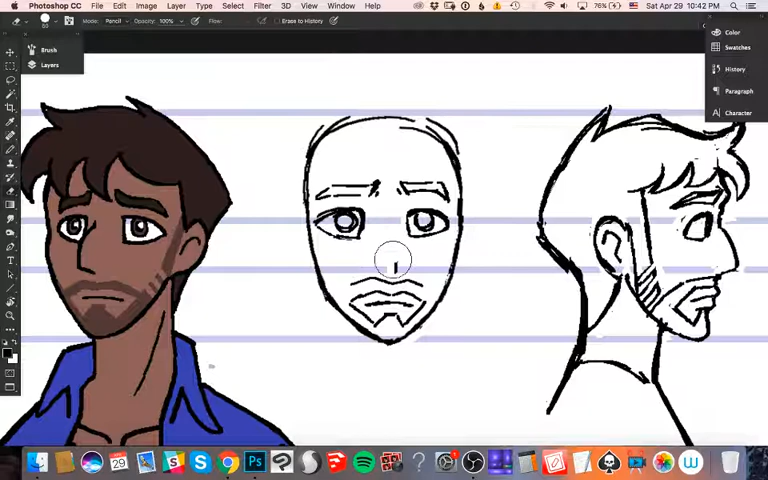 Photoshop CC File Edit Image Layer Type Select Filter 3D View Window Help 76% Sat Apr 29 10:42 PM
Mode: Pencil Opacity: 100% Flow: Erase to History
Brush
Layers
Color
Swatches
History
Paragraph
Character